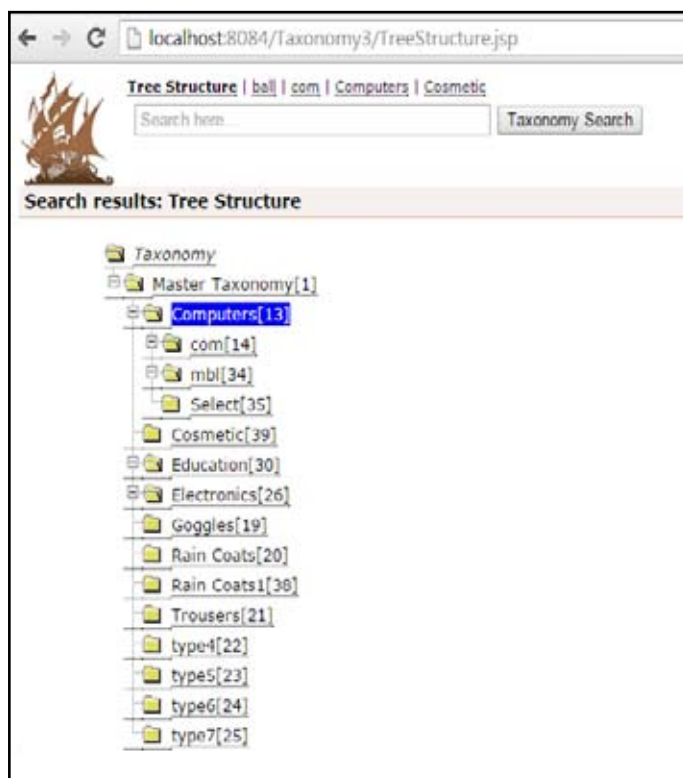 localhost:8084/Taxonomy3/TreeStructure.jsp
Tree Structure | ball | com | Computers | Cosmetic
Search here...
Taxonomy Search
Search results: Tree Structure
Taxonomy
Master Taxonomy[1]
Computers[13]
com[14]
mbl[34]
Select[35]
Cosmetic[39]
Education[30]
Electronics[26]
Goggles[19]
Rain Coats[20]
Rain Coats1[38]
Trousers[21]
type4[22]
type5[23]
type6[24]
type7[25]